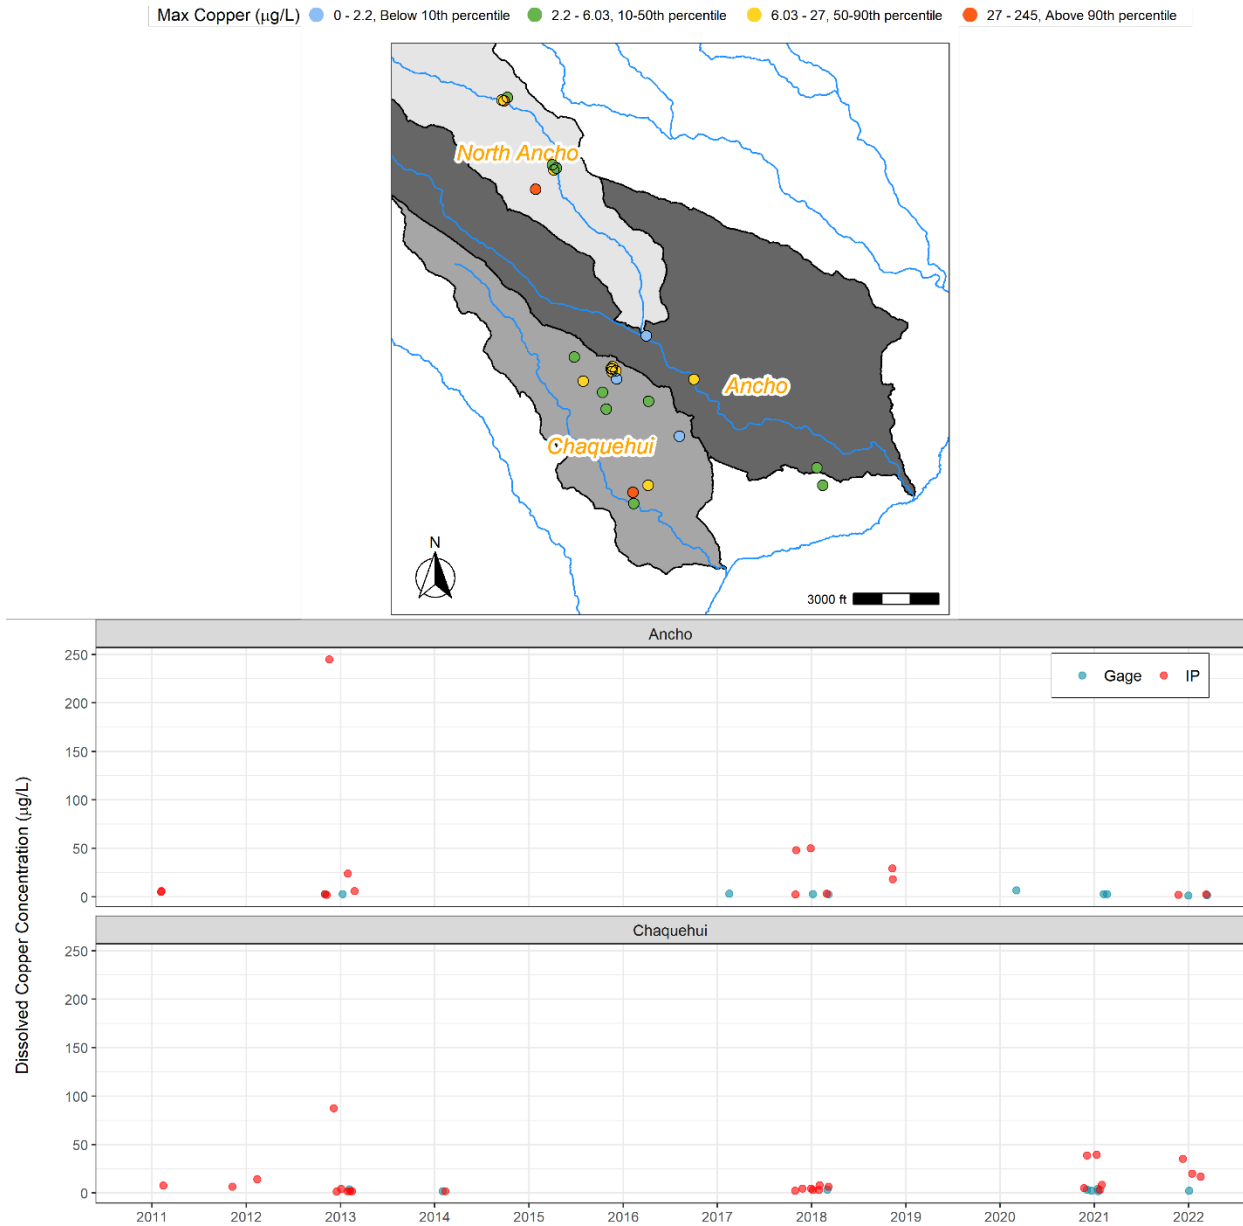 Max Copper (µg/L) 0 - 2.2, Below 10th percentile 2.2 - 6.03, 10-50th percentile 6.03 - 27, 50-90th percentile 27 - 245, Above 90th percentile
North Ancho
Ancho
Chaquehui
N
3000 ft
Ancho
Gage IP
250
200
150
100
50
0
Chaquehui
250
200
150
100
50
0
Dissolved Copper Concentration (µg/L)
2011 2012 2013 2014 2015 2016 2017 2018 2019 2020 2021 2022